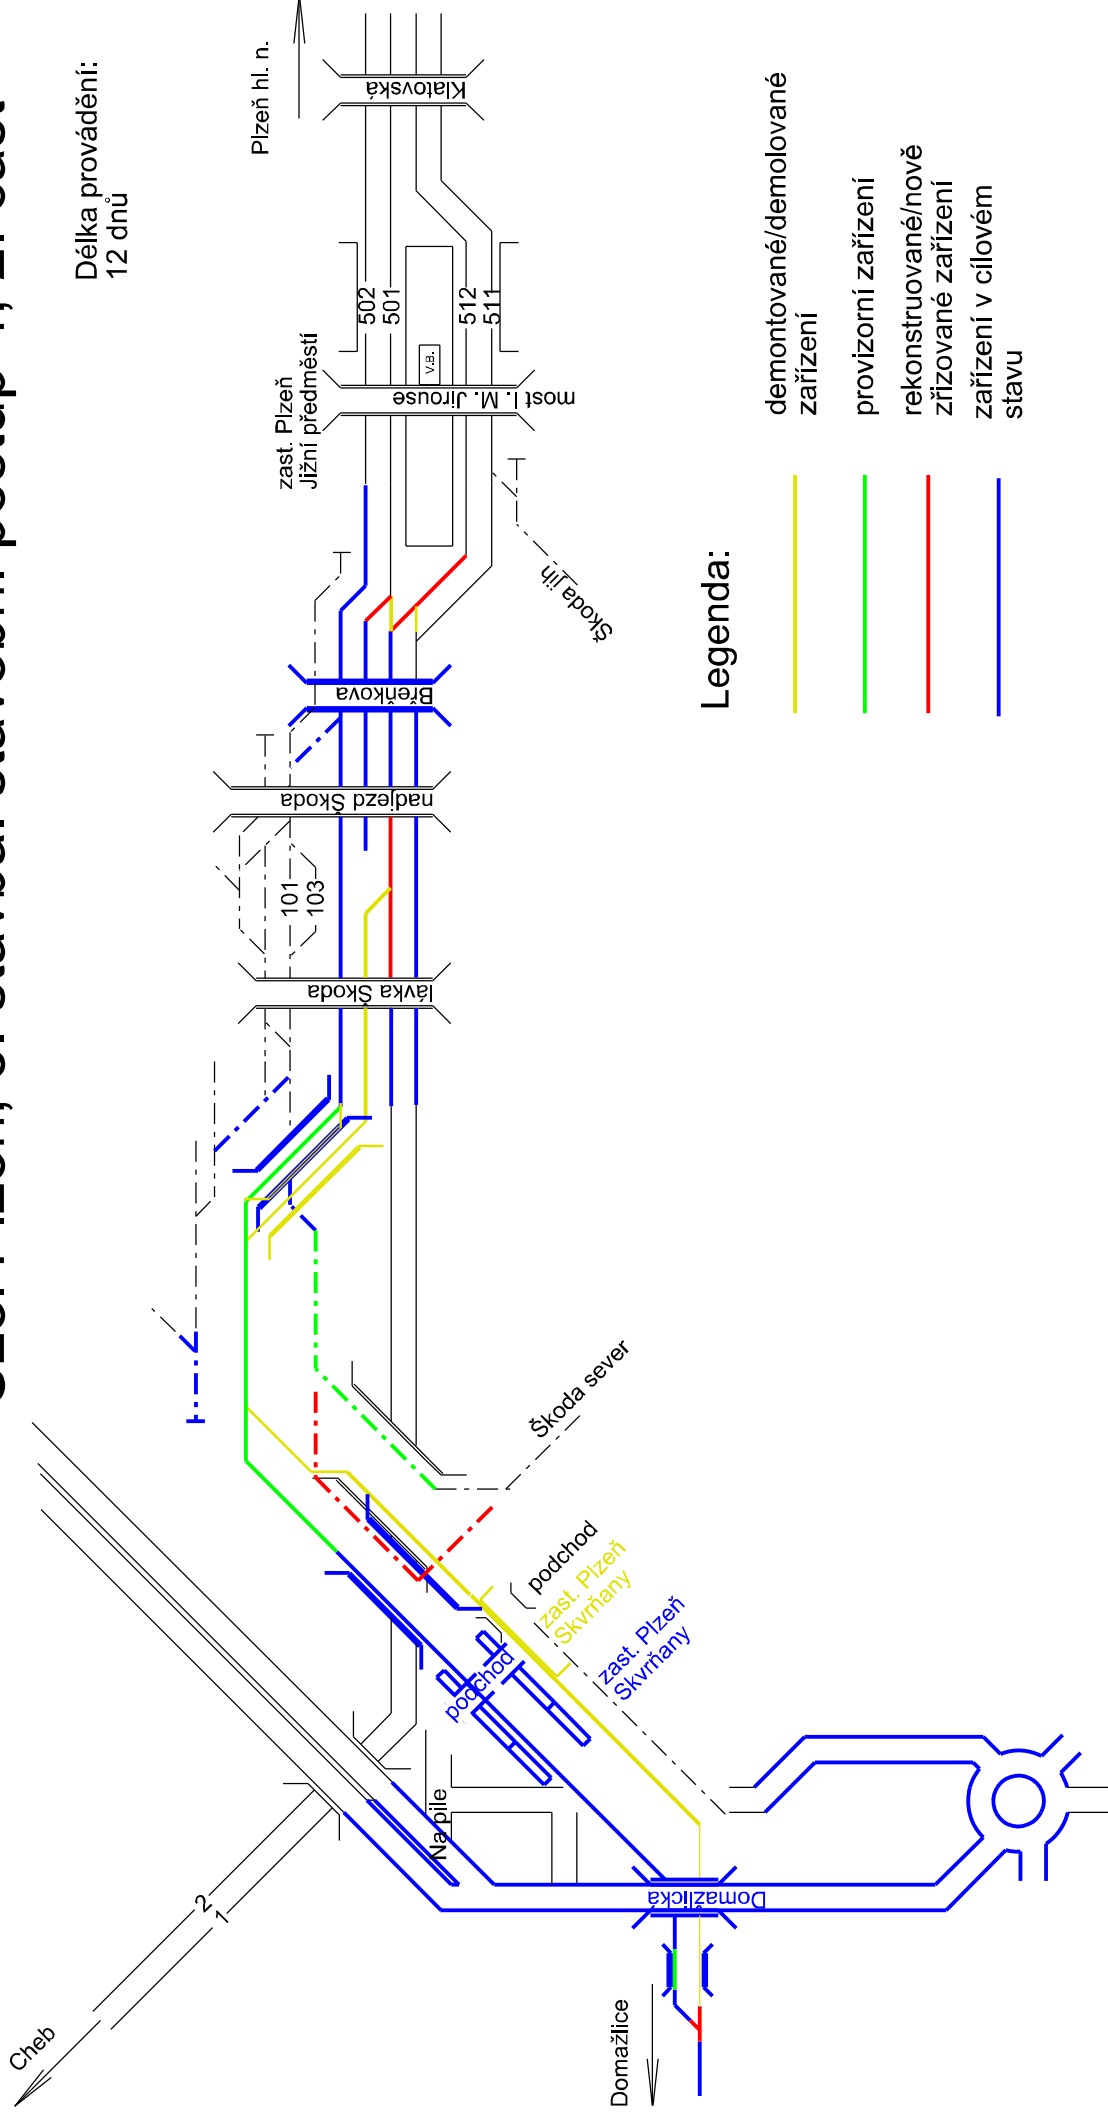 Délka provádění:
12 dnů
Plzeň hl. n.
Klatovská
502
501
512
511
v.B.
zast. Plzeň
Jižní předměstí
most I. M. Jirouse
Škoda jih
Břeňkova
nadjezd Škoda
101
103
lávka Škoda
Škoda sever
podchod
zast. Plzeň
Skvrňany
zast. Plzeň
Skvrňany
podchod
Na pile
Domažlická
2
1
Cheb
Domažlice
Legenda:
demontované/demolované
zařízení
provizorní zařízení
rekonstruované/nově
zřizované zařízení
zařízení v cílovém
stavu